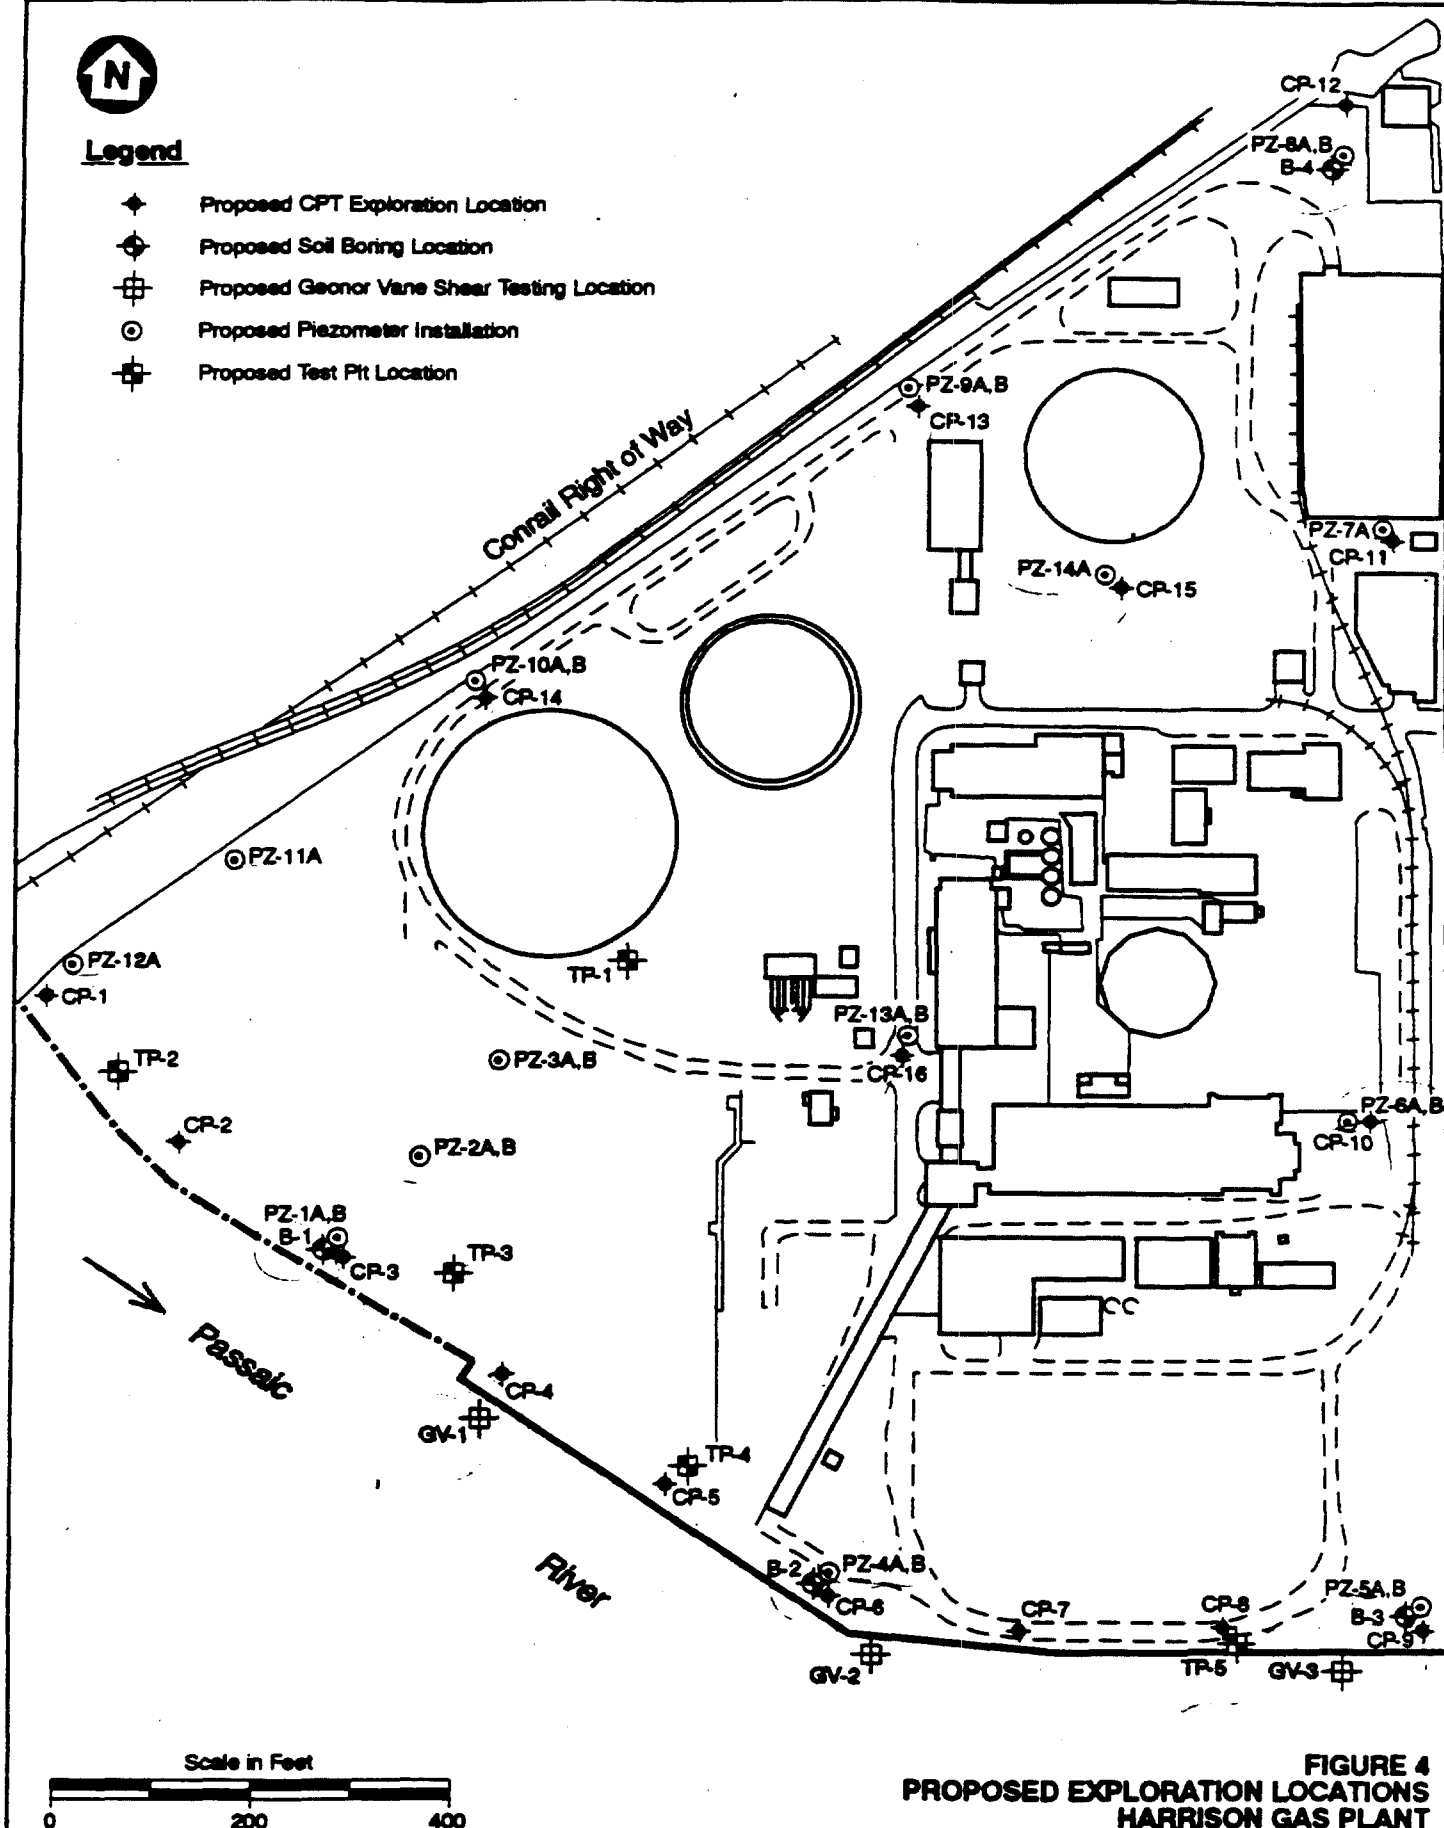 N
Legend
Proposed CPT Exploration Location
Proposed Soil Boring Location
Proposed Geonor Vane Shear Testing Location
Proposed Piezometer Installation
Proposed Test Pit Location
CP-12
PZ-8A,B
B-4
PZ-9A,B
CP-13
Conrail Right of Way
PZ-7A
CP-11
PZ-14A
CP-15
PZ-10A,B
CP-14
PZ-11A
PZ-12A
CP-1
TP-1
PZ-13A,B
CP-16
TP-2
PZ-3A,B
CP-2
PZ-2A,B
PZ-6A,B
CP-10
PZ-1A,B
B-1
CP-3
TP-3
Passaic
CP-4
GV-1
TP-4
CP-5
River
B-2
PZ-4A,B
CP-6
CP-7
CP-8
PZ-5A,B
B-3
CP-9
GV-2
TP-5
GV-3
Scale in Feet
0 200 400
FIGURE 4
PROPOSED EXPLORATION LOCATIONS
HARRISON GAS PLANT